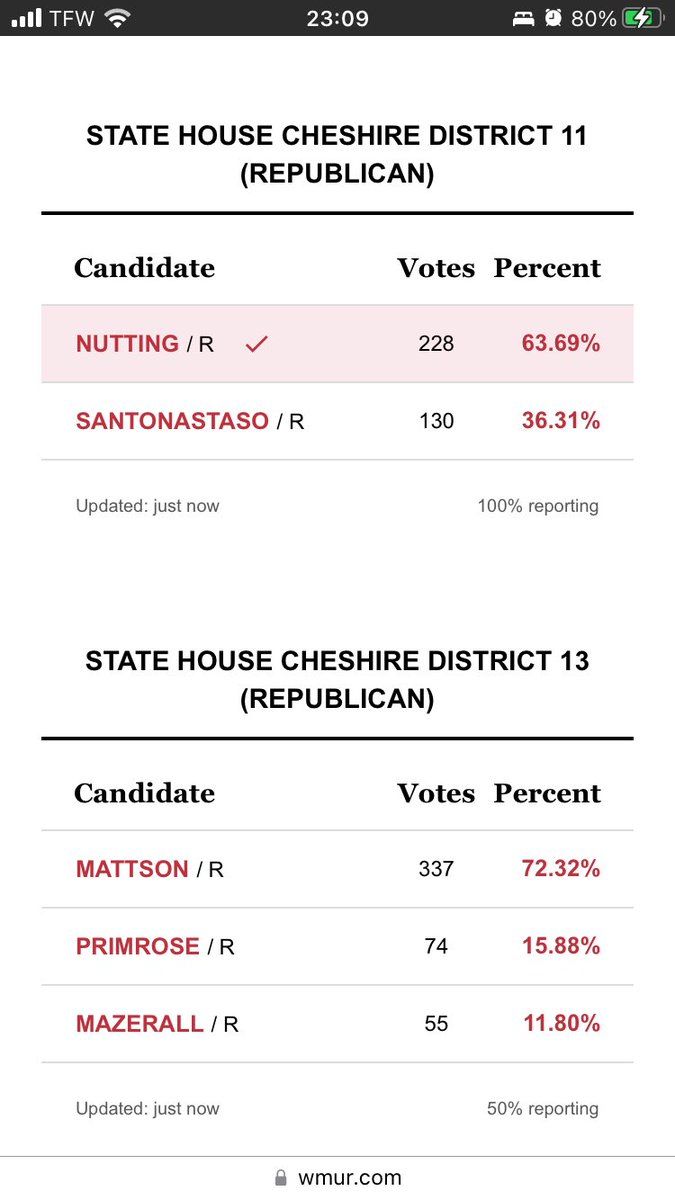 TFW 23:09 80%
STATE HOUSE CHESHIRE DISTRICT 11
(REPUBLICAN)
Candidate Votes Percent
NUTTING / R 228 63.69%
SANTONASTASO / R 130 36.31%
Updated: just now 100% reporting
STATE HOUSE CHESHIRE DISTRICT 13
(REPUBLICAN)
Candidate Votes Percent
MATTSON / R 337 72.32%
PRIMROSE / R 74 15.88%
MAZERALL / R 55 11.80%
Updated: just now 50% reporting
wmur.com